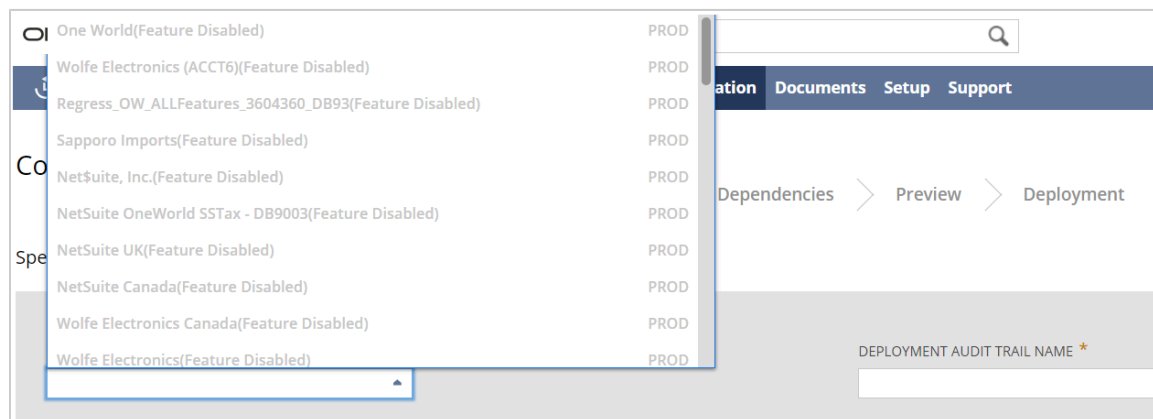 One World(Feature Disabled) PROD
Wolfe Electronics (ACCT6)(Feature Disabled) PROD
Regress_OW_ALLFeatures_3604360_DB93(Feature Disabled) PROD
Sapporo Imports(Feature Disabled) PROD
Net$uite, Inc.(Feature Disabled) PROD
NetSuite OneWorld SSTax - DB9003(Feature Disabled) PROD
NetSuite UK(Feature Disabled) PROD
NetSuite Canada(Feature Disabled) PROD
Wolfe Electronics Canada(Feature Disabled) PROD
Wolfe Electronics(Feature Disabled) PROD
ation Documents Setup Support
Co
Dependencies Preview Deployment
Spe
DEPLOYMENT AUDIT TRAIL NAME *